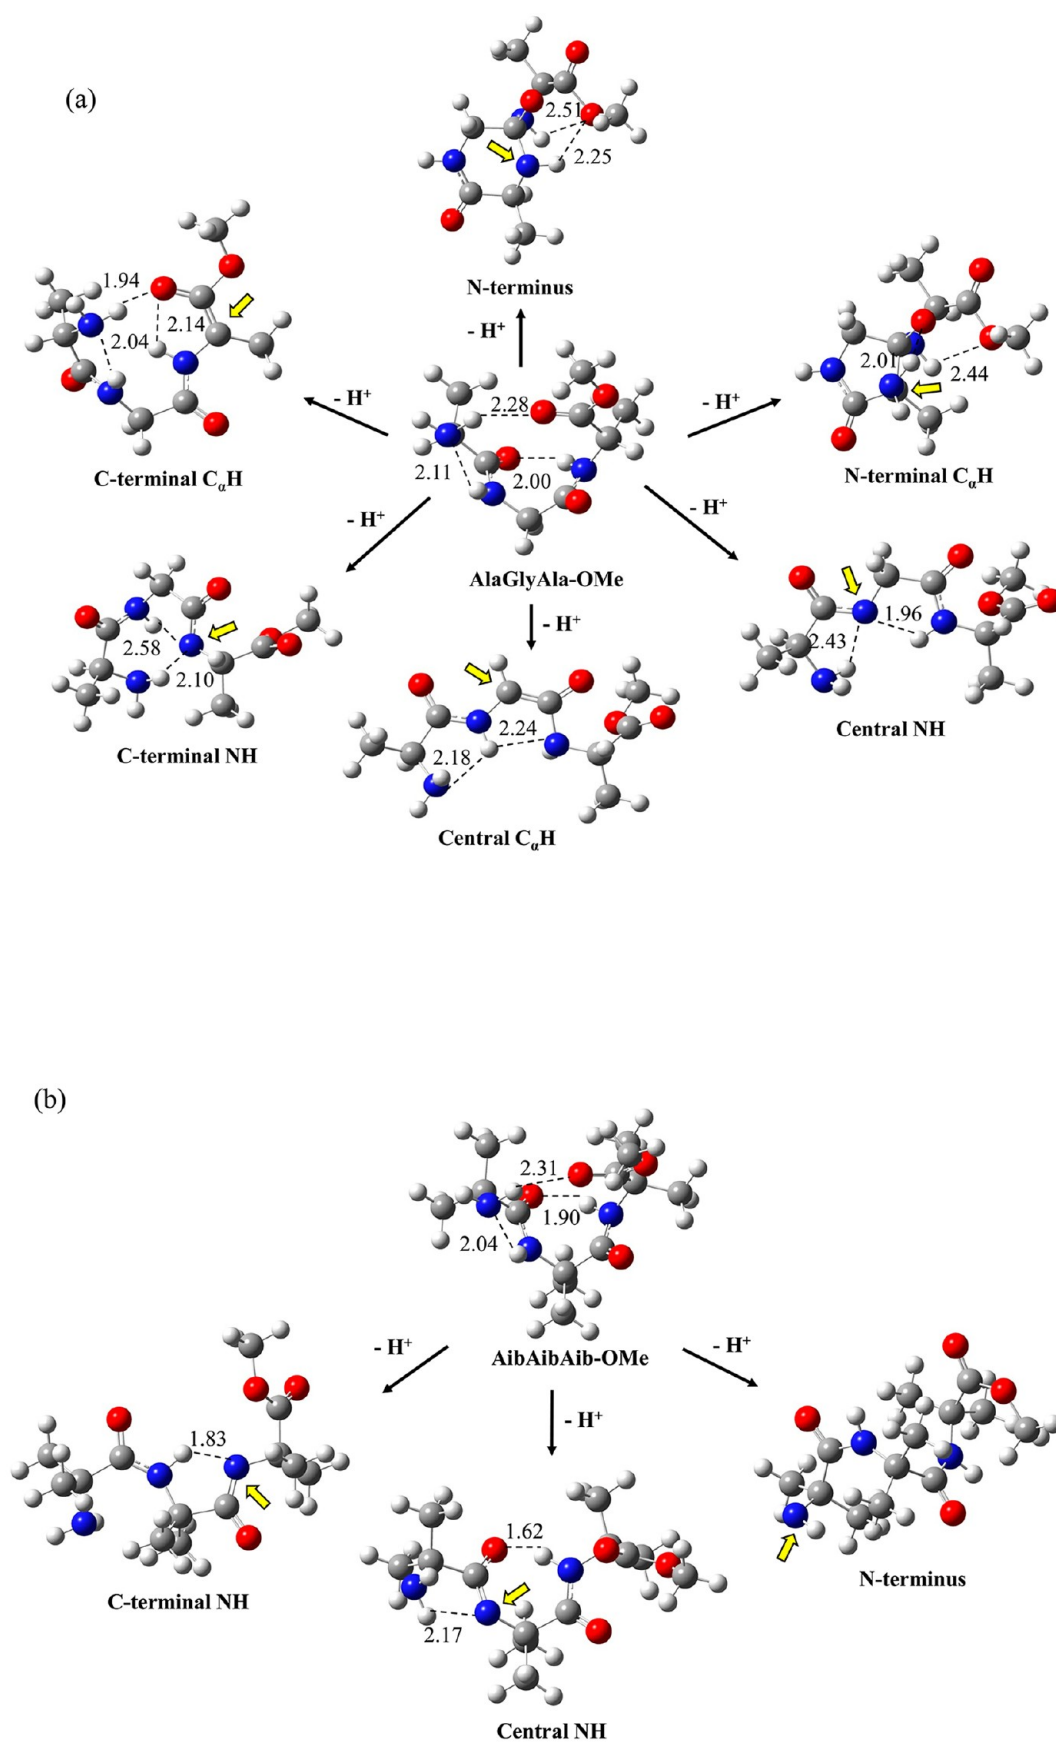 (a)
2.51
2.25
N-terminus
- H⁺
1.94
2.14
2.04
C-terminal CαH
- H⁺
2.28
2.11
2.00
AlaGlyAla-OMe
- H⁺
2.01
2.44
N-terminal CαH
- H⁺
2.58
2.10
C-terminal NH
- H⁺
2.24
2.18
Central CαH
- H⁺
1.96
2.43
Central NH
(b)
2.31
1.90
2.04
AibAibAib-OMe
- H⁺
1.83
C-terminal NH
- H⁺
1.62
2.17
Central NH
- H⁺
N-terminus